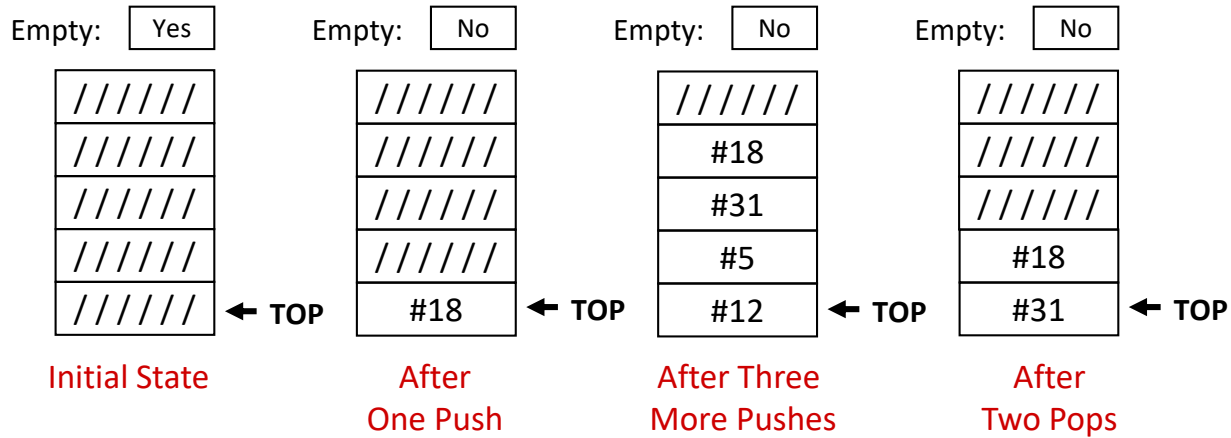 Empty: Yes
Empty: No
Empty: No
Empty: No
////// ////// ////// //////
////// ////// #18 //////
////// ////// #31 //////
////// ////// #5 #18
////// ← TOP #18 ← TOP #12 ← TOP #31 ← TOP
Initial State
After
One Push
After Three
More Pushes
After
Two Pops